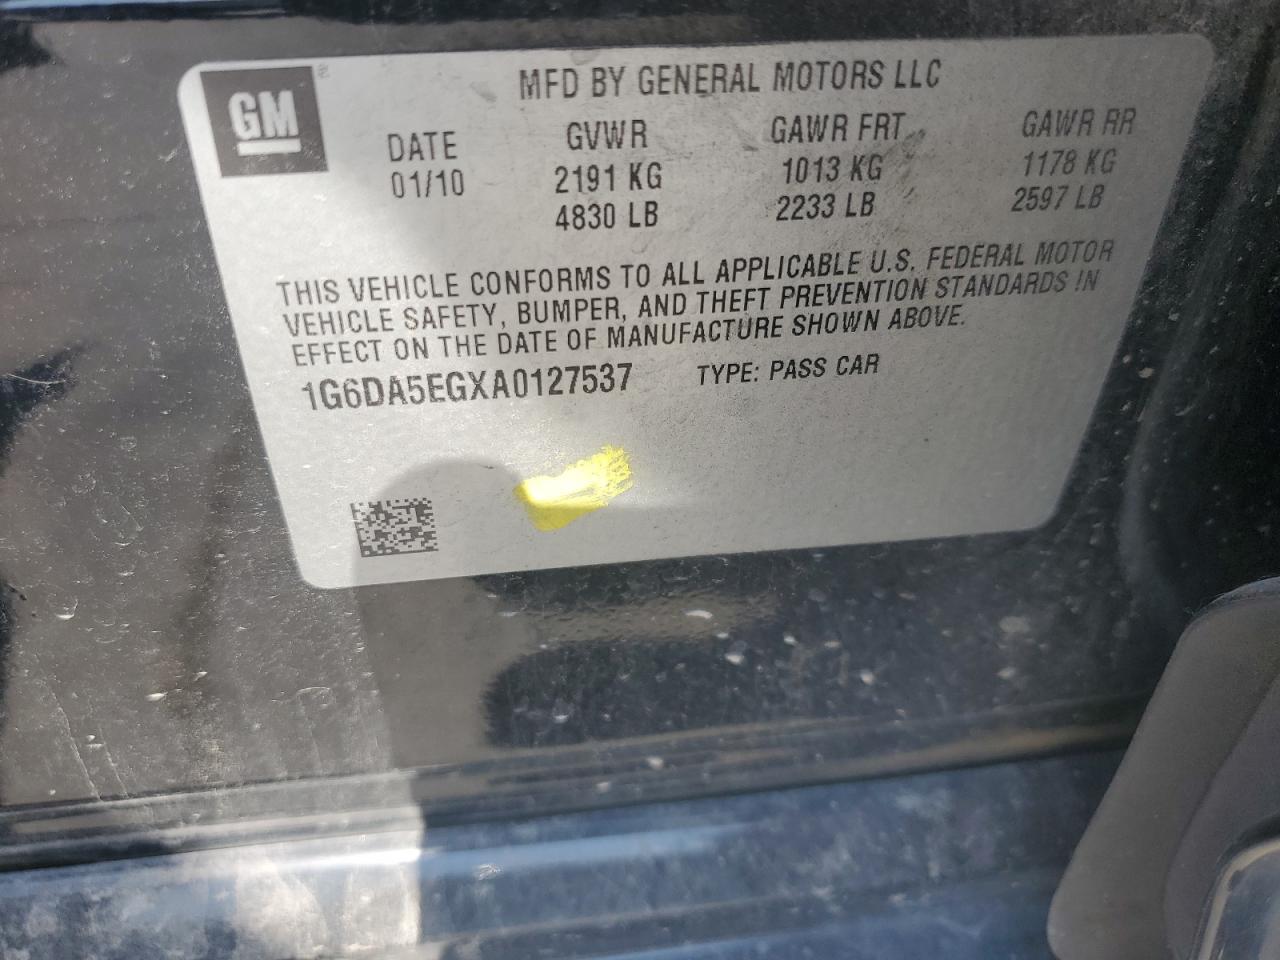 GM ®
MFD BY GENERAL MOTORS LLC
DATE GVWR GAWR FRT GAWR RR
01/10 2191 KG 1013 KG 1178 KG
4830 LB 2233 LB 2597 LB
THIS VEHICLE CONFORMS TO ALL APPLICABLE U.S. FEDERAL MOTOR
VEHICLE SAFETY, BUMPER, AND THEFT PREVENTION STANDARDS IN
EFFECT ON THE DATE OF MANUFACTURE SHOWN ABOVE.
1G6DA5EGXA0127537 TYPE: PASS CAR